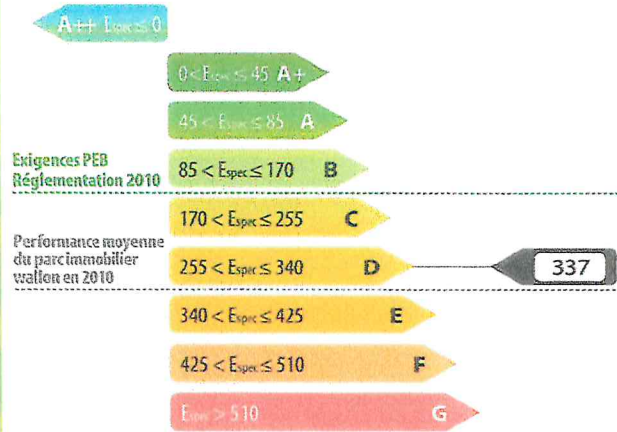 A++ Espec ≤ 0
0 < Espec ≤ 45 A+
45 < Espec ≤ 85 A
Exigences PEB
Réglementation 2010
85 < Espec ≤ 170 B
170 < Espec ≤ 255 C
Performance moyenne
du parc immobilier
wallon en 2010
255 < Espec ≤ 340 D
337
340 < Espec ≤ 425 E
425 < Espec ≤ 510 F
Espec > 510 G